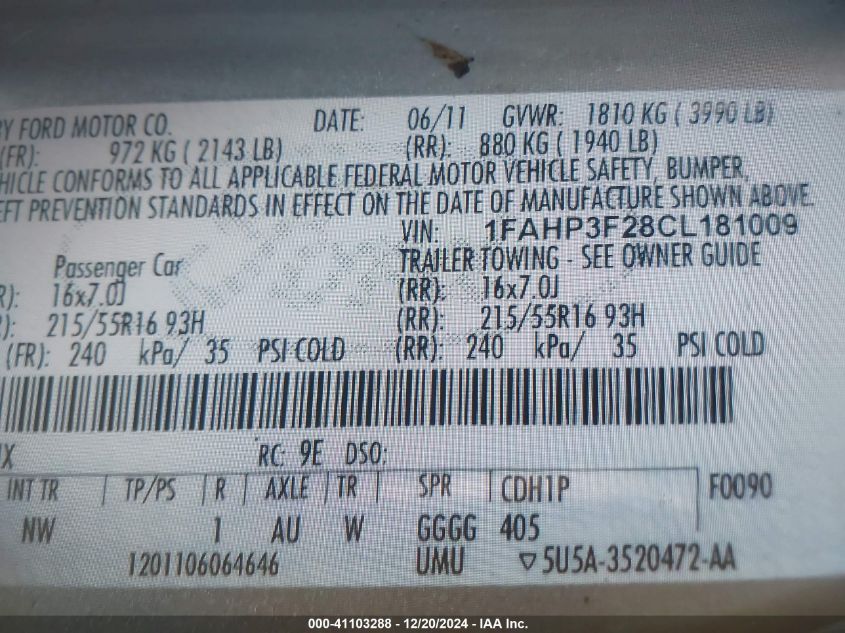 BY FORD MOTOR CO. DATE: 06/11 GVWR: 1810 KG ( 3990 LB)
(FR): 972 KG ( 2143 LB) (RR): 880 KG ( 1940 LB)
HICLE CONFORMS TO ALL APPLICABLE FEDERAL MOTOR VEHICLE SAFETY, BUMPER,
EFT PREVENTION STANDARDS IN EFFECT ON THE DATE OF MANUFACTURE SHOWN ABOVE.
VIN: 1FAHP3F28CL181009
Passenger Car TRAILER TOWING - SEE OWNER GUIDE
R): 16x7.0J (RR): 16x7.0J
R): 215/55R16 93H (RR): 215/55R16 93H
(FR): 240 kPa/ 35 PSI COLD (RR): 240 kPa/ 35 PSI COLD
RC: 9E DSO:
INT TR TP/PS R AXLE TR SPR CDH1P F0090
NW 1 AU W GGGG 405
1201106064646 UMU ▽5U5A-3520472-AA
000-41103288 - 12/20/2024 - IAA Inc.